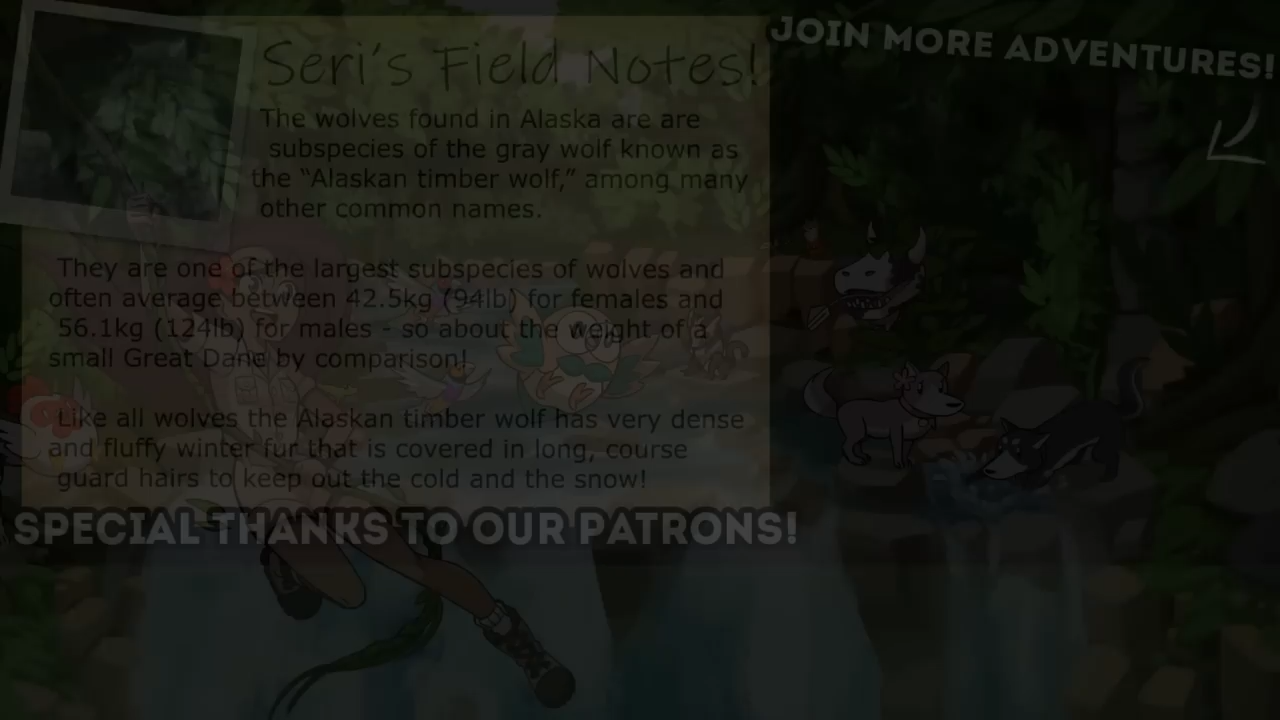 Seri's Field Notes!
JOIN MORE ADVENTURES!
The wolves found in Alaska are are
subspecies of the gray wolf known as
the “Alaskan timber wolf,” among many
other common names.
They are one of the largest subspecies of wolves and
often average between 42.5kg (94lb) for females and
56.1kg (124lb) for males - so about the weight of a
small Great Dane by comparison!
Like all wolves the Alaskan timber wolf has very dense
and fluffy winter fur that is covered in long, course
guard hairs to keep out the cold and the snow!
SPECIAL THANKS TO OUR PATRONS!